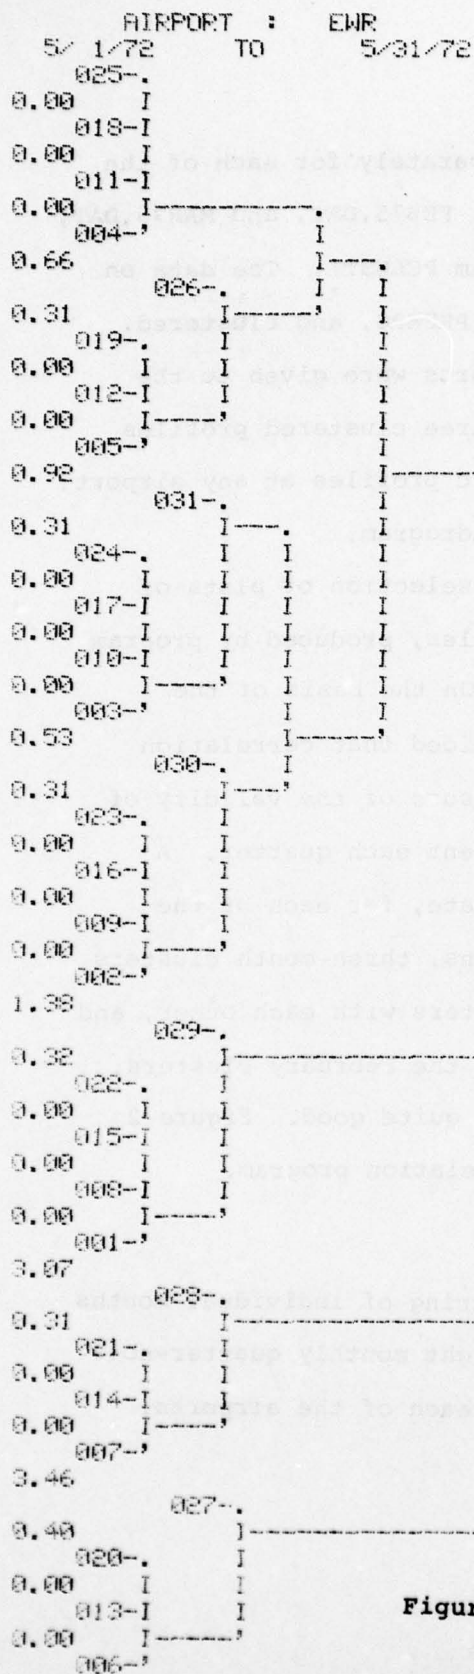 AIRPORT : EWR
5/ 1/72 TO 5/31/72
025-.
0.00 I
018-I
0.00 I
011-I
0.00 I-----------
004-' I
0.66 I----.
026-. I I
0.31 I-----' I
019-. I I
0.00 I I I
012-I I I
0.00 I----' I
005-' I
0.92 I------
031-. I
0.31 I---. I
024-. I I I
0.00 I I I I
017-I I I I
0.00 I I I I
010-I I I I
0.00 I----' I I
003-' I I
0.53 I-----'
030-. I
0.31 I---'
023-. I
0.00 I I
016-I I
0.00 I I
009-I I
0.00 I----'
002-'
1.38
029-.
0.32 I----------------
022-. I
0.00 I I
015-I I
0.00 I I
008-I I
0.00 I----'
001-'
3.07
028-.
0.31 I----------------
021-. I
0.00 I I
014-I I
0.00 I----'
007-'
3.46
027-.
0.40 I---------------
020-. I
0.00 I I
013-I I
0.00 I-----'
006-'
Figur